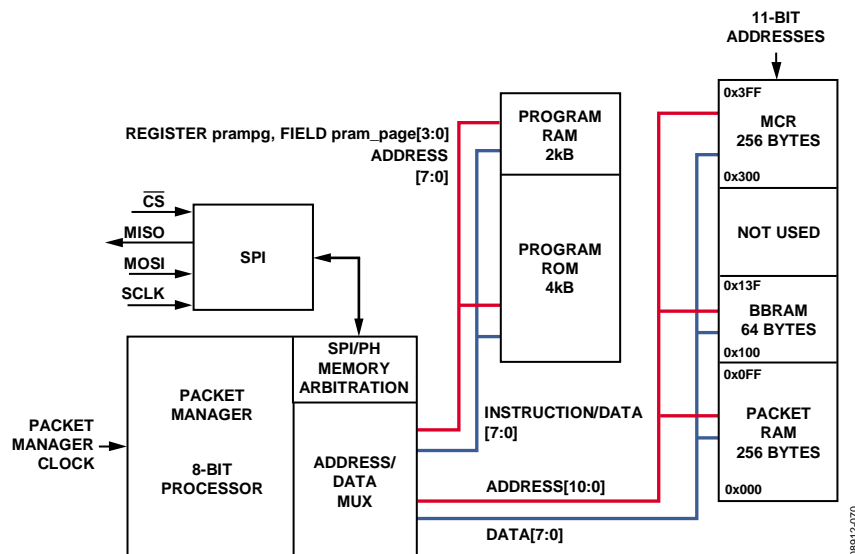 11-BIT
ADDRESSES
REGISTER prampg, FIELD pram_page[3:0]
ADDRESS
[7:0]
PROGRAM
RAM
2kB
PROGRAM
ROM
4kB
0x3FF
MCR
256 BYTES
0x300
NOT USED
0x13F
BBRAM
64 BYTES
0x100
0x0FF
PACKET
RAM
256 BYTES
0x000
CS
MISO
MOSI
SCLK
SPI
SPI/PH
MEMORY
ARBITRATION
PACKET
MANAGER
8-BIT
PROCESSOR
ADDRESS/
DATA
MUX
PACKET
MANAGER
CLOCK
INSTRUCTION/DATA
[7:0]
ADDRESS[10:0]
DATA[7:0]
08912-070